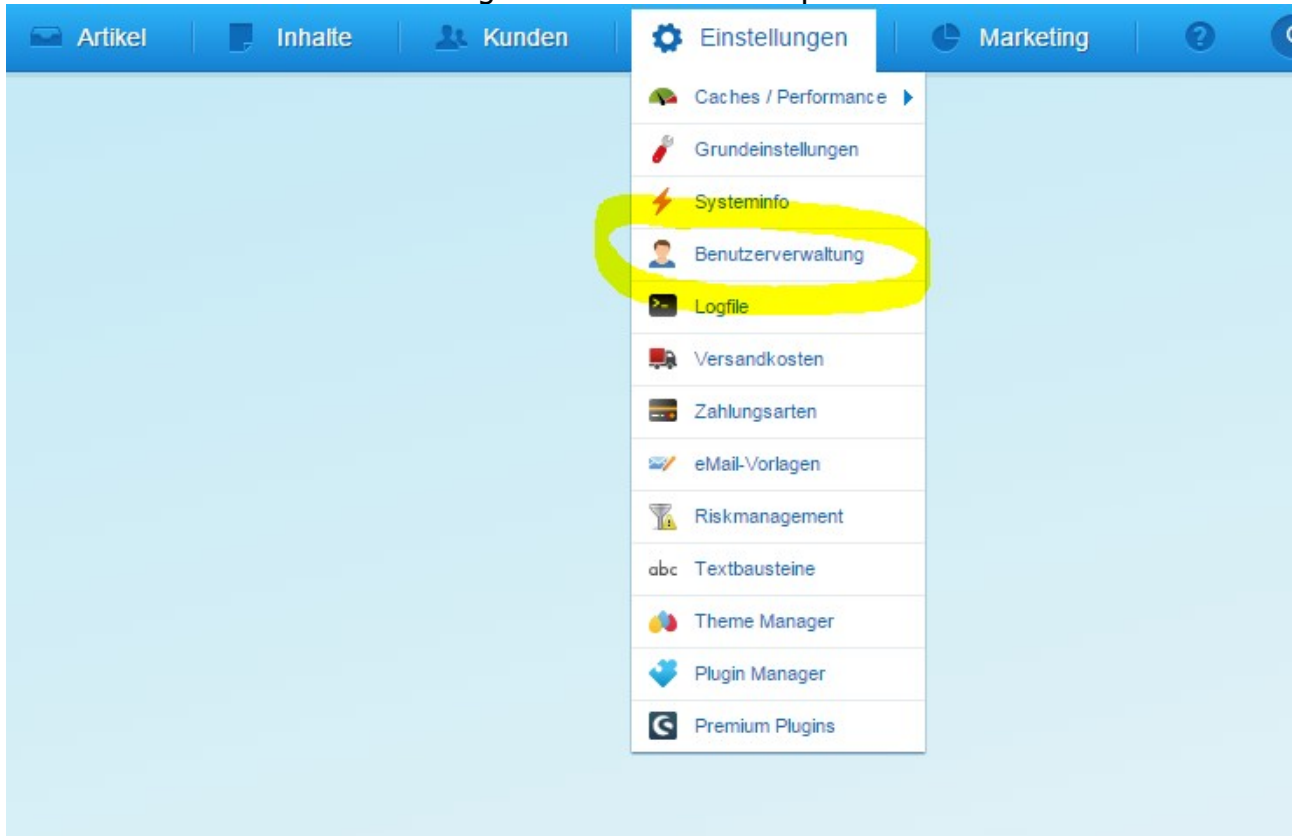 Artikel Inhalte Kunden Einstellungen Marketing ?
Caches / Performance
Grundeinstellungen
Systeminfo
Benutzerverwaltung
>- Logfile
Versandkosten
Zahlungsarten
eMail-Vorlagen
Riskmanagement
abc Textbausteine
Theme Manager
Plugin Manager
Premium Plugins